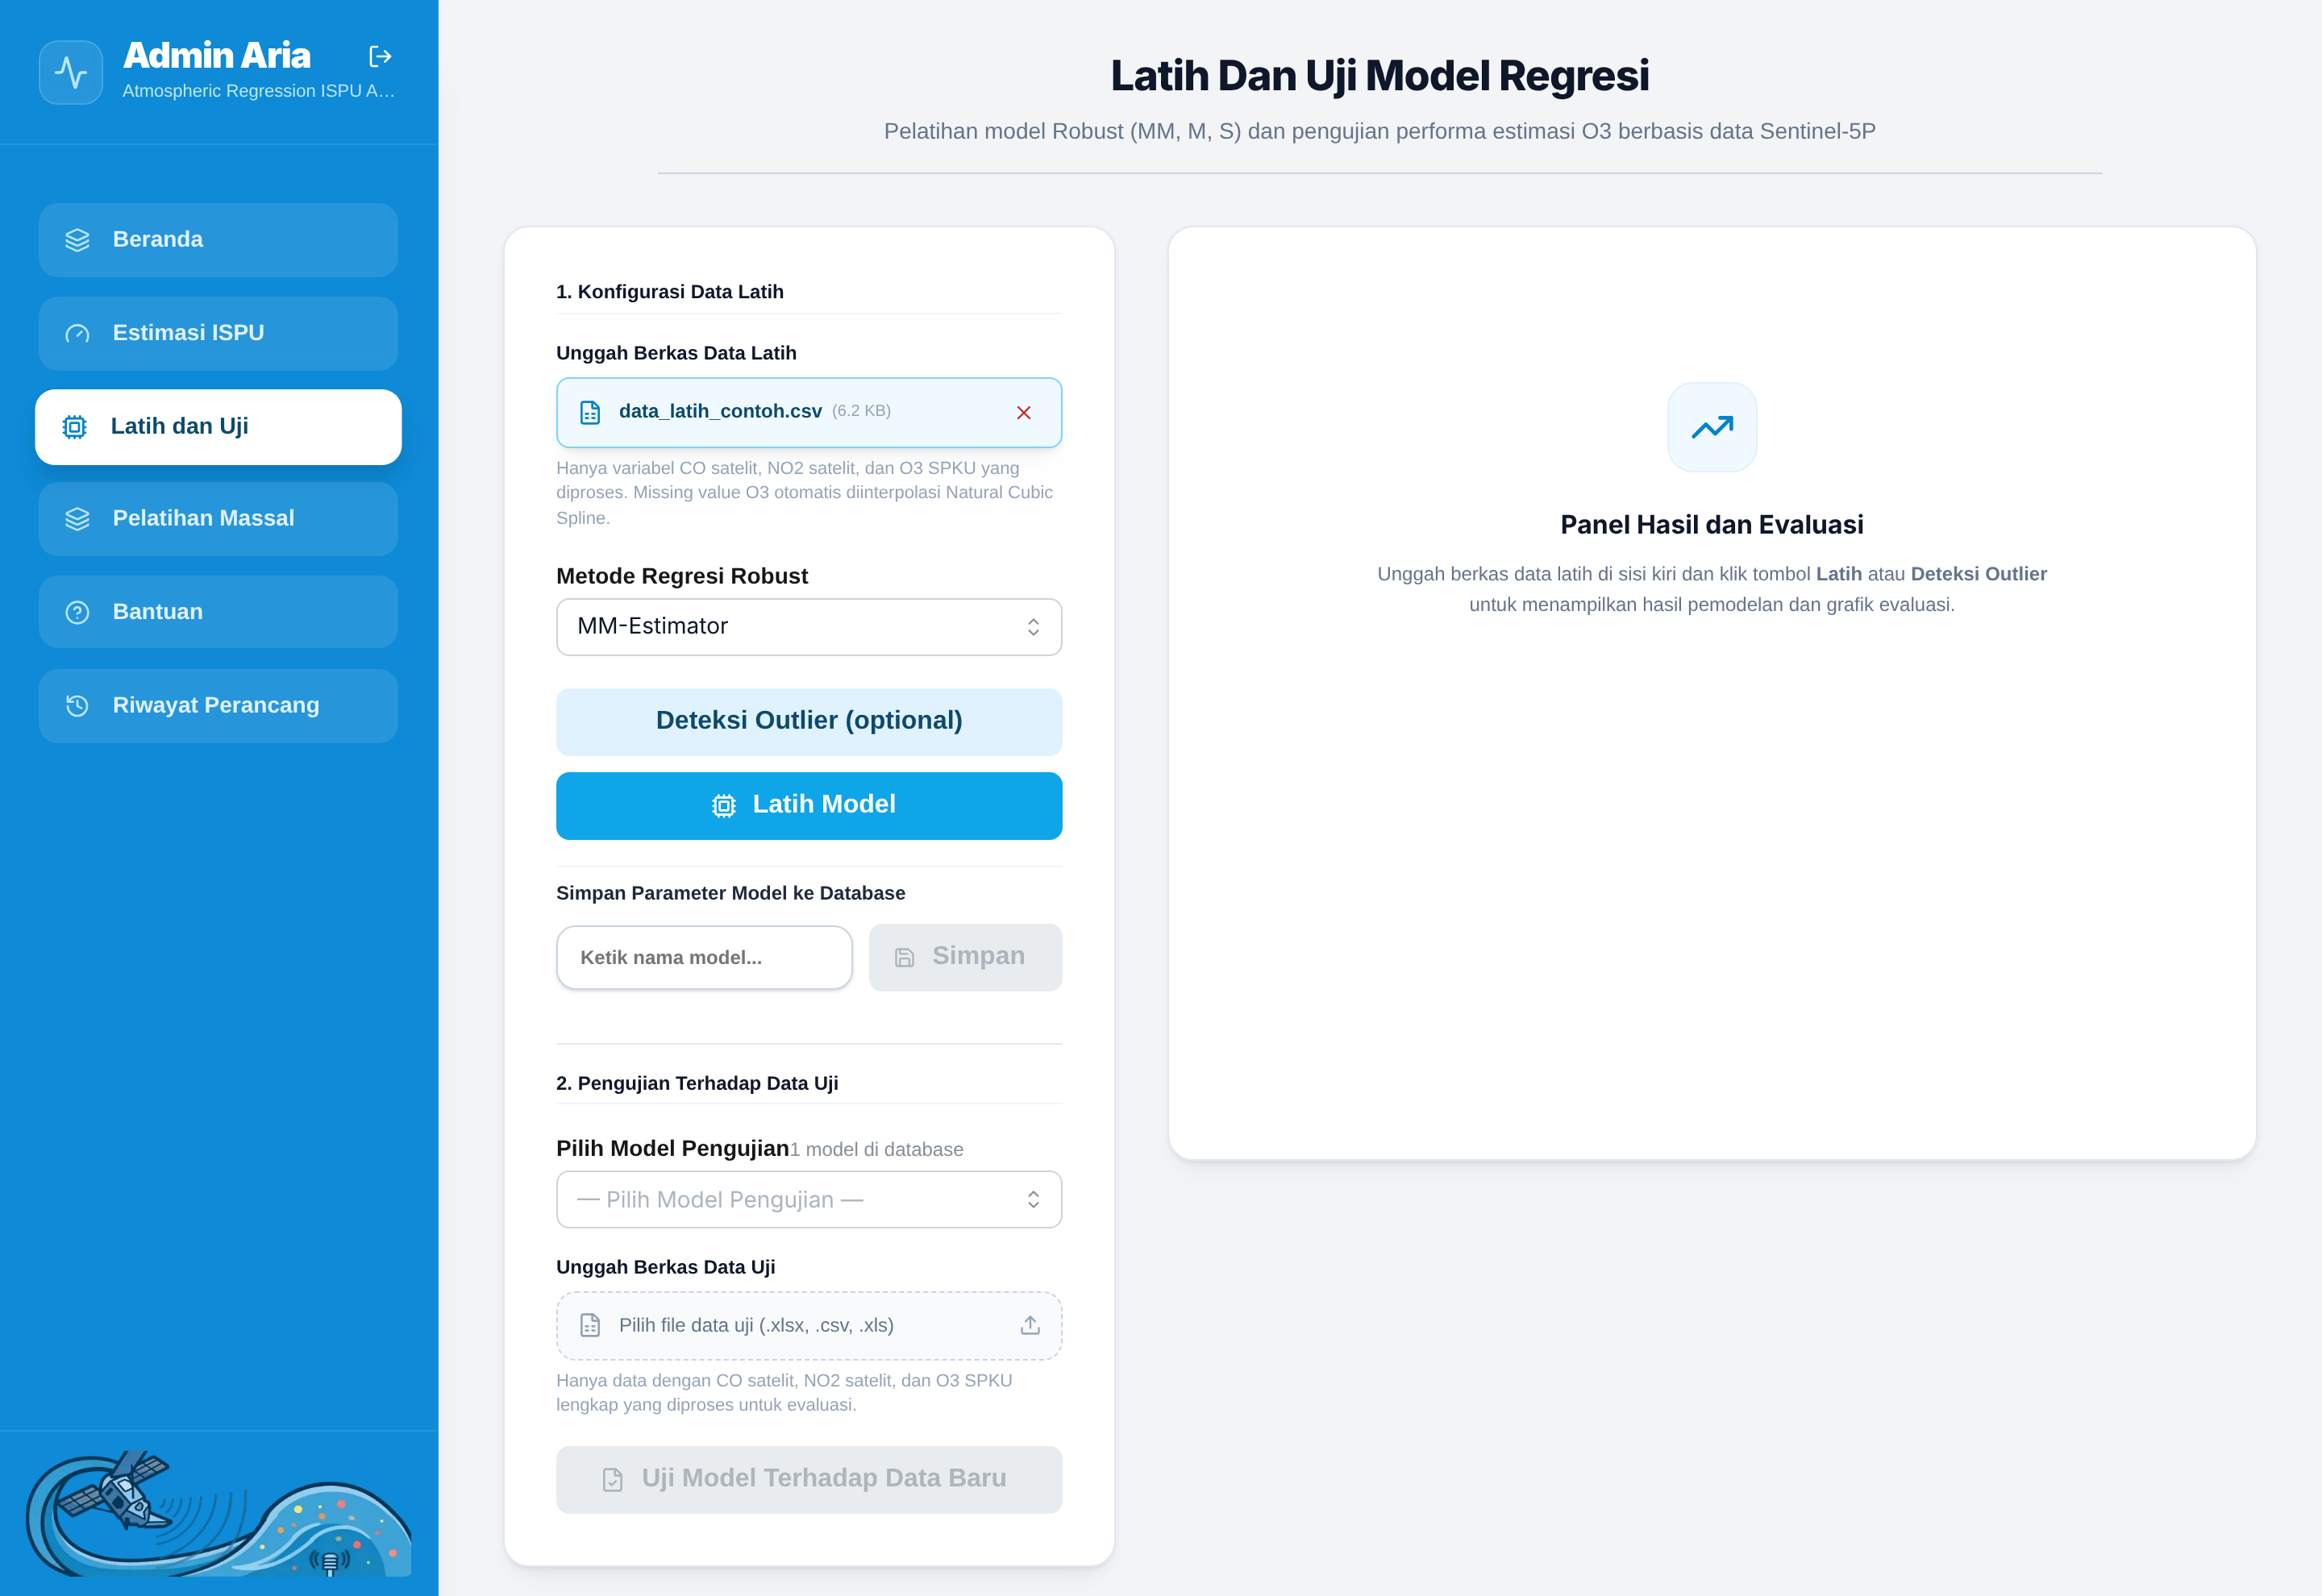 Admin Aria
Atmospheric Regression ISPU A...
Beranda
Estimasi ISPU
Latih dan Uji
Pelatihan Massal
Bantuan
Riwayat Perancang
Latih Dan Uji Model Regresi
Pelatihan model Robust (MM, M, S) dan pengujian performa estimasi O3 berbasis data Sentinel-5P
1. Konfigurasi Data Latih
Unggah Berkas Data Latih
data_latih_contoh.csv (6.2 KB)
Hanya variabel CO satelit, NO2 satelit, dan O3 SPKU yang
diproses. Missing value O3 otomatis diinterpolasi Natural Cubic
Spline.
Metode Regresi Robust
MM-Estimator
Deteksi Outlier (optional)
Latih Model
Simpan Parameter Model ke Database
Ketik nama model...
Simpan
2. Pengujian Terhadap Data Uji
Pilih Model Pengujian1 model di database
— Pilih Model Pengujian —
Unggah Berkas Data Uji
Pilih file data uji (.xlsx, .csv, .xls)
Hanya data dengan CO satelit, NO2 satelit, dan O3 SPKU
lengkap yang diproses untuk evaluasi.
Uji Model Terhadap Data Baru
Panel Hasil dan Evaluasi
Unggah berkas data latih di sisi kiri dan klik tombol Latih atau Deteksi Outlier
untuk menampilkan hasil pemodelan dan grafik evaluasi.